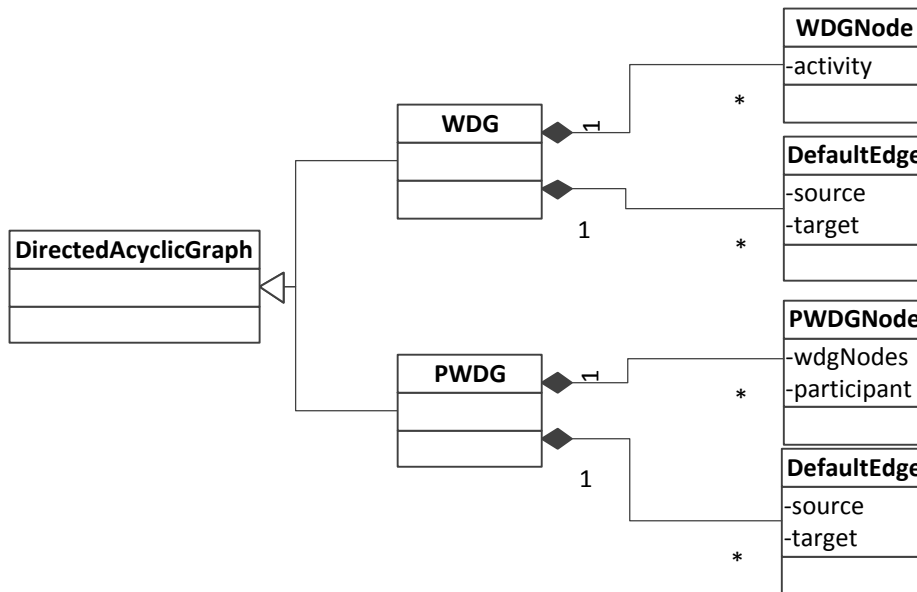 WDGNode
-activity
*
WDG
1
DefaultEdge
-source
-target
1
*
DirectedAcyclicGraph
PWDGNode
-wdgNodes
-participant
PWDG
1
*
DefaultEdge
-source
-target
1
*